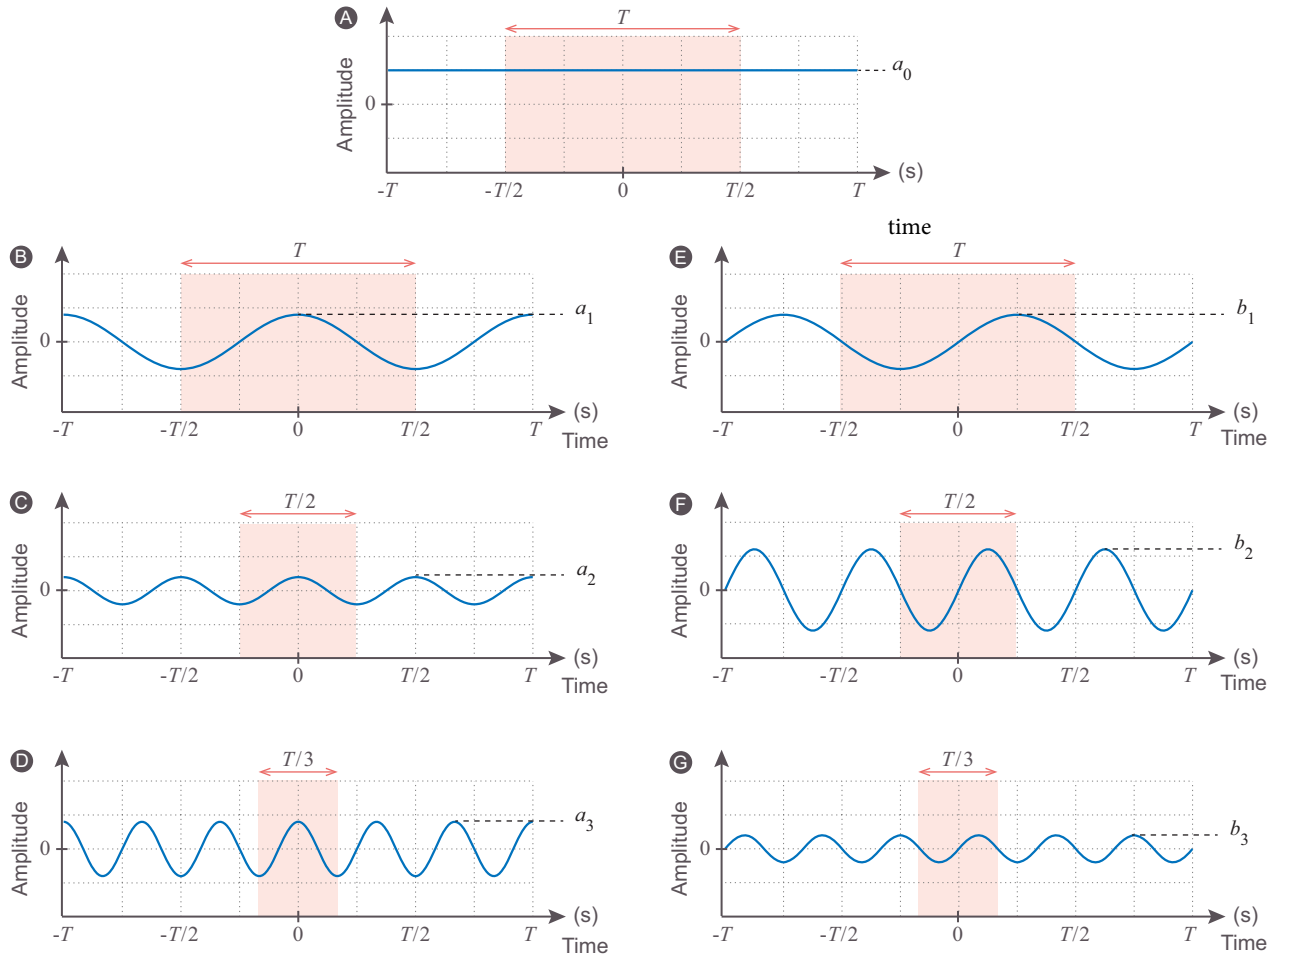 A
T
Amplitude
a0
0
(s)
-T -T/2 0 T/2 T
time
B
T
Amplitude
a1
0
(s)
-T -T/2 0 T/2 T
Time
E
T
Amplitude
b1
0
(s)
-T -T/2 0 T/2 T
Time
C
T/2
Amplitude
a2
0
(s)
-T -T/2 0 T/2 T
Time
F
T/2
Amplitude
b2
0
(s)
-T -T/2 0 T/2 T
Time
D
T/3
Amplitude
a3
0
(s)
-T -T/2 0 T/2 T
Time
G
T/3
Amplitude
b3
0
(s)
-T -T/2 0 T/2 T
Time